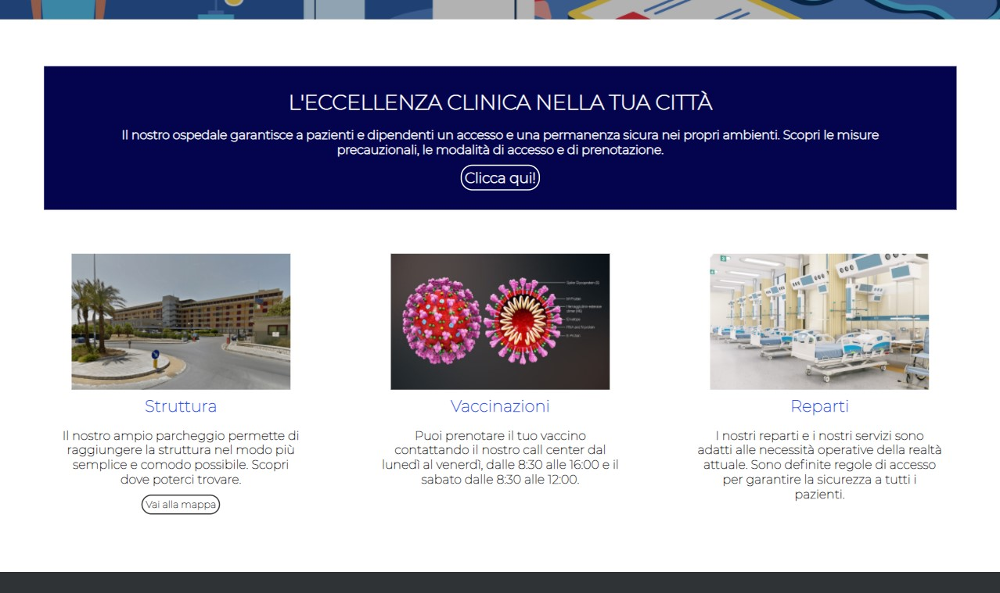 L'ECCELLENZA CLINICA NELLA TUA CITTÀ
Il nostro ospedale garantisce a pazienti e dipendenti un accesso e una permanenza sicura nei propri ambienti. Scopri le misure
precauzionali, le modalità di accesso e di prenotazione.
Clicca qui!
Struttura
Il nostro ampio parcheggio permette di
raggiungere la struttura nel modo più
semplice e comodo possibile. Scopri
dove poterci trovare.
Vai alla mappa
Spike Glycoprotein (S)
M-Protein
Hemagglutinin-esterase
dimer (HE)
Envelope
RNA and N protein
E-Protein
Vaccinazioni
Puoi prenotare il tuo vaccino
contattando il nostro call center dal
lunedì al venerdì, dalle 8:30 alle 16:00 e il
sabato dalle 8:30 alle 12:00.
Reparti
I nostri reparti e i nostri servizi sono
adatti alle necessità operative della realtà
attuale. Sono definite regole di accesso
per garantire la sicurezza a tutti i
pazienti.